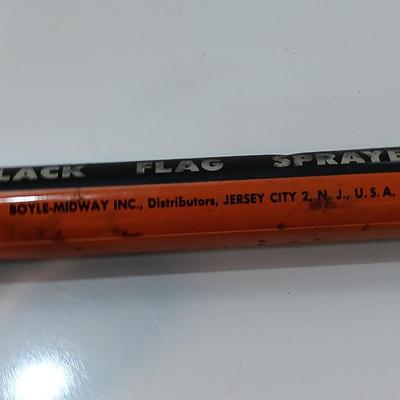 LACK FLAG SPRAYE
BOYLE-MIDWAY INC., Distributors, JERSEY CITY 2, N. J., U. S. A.